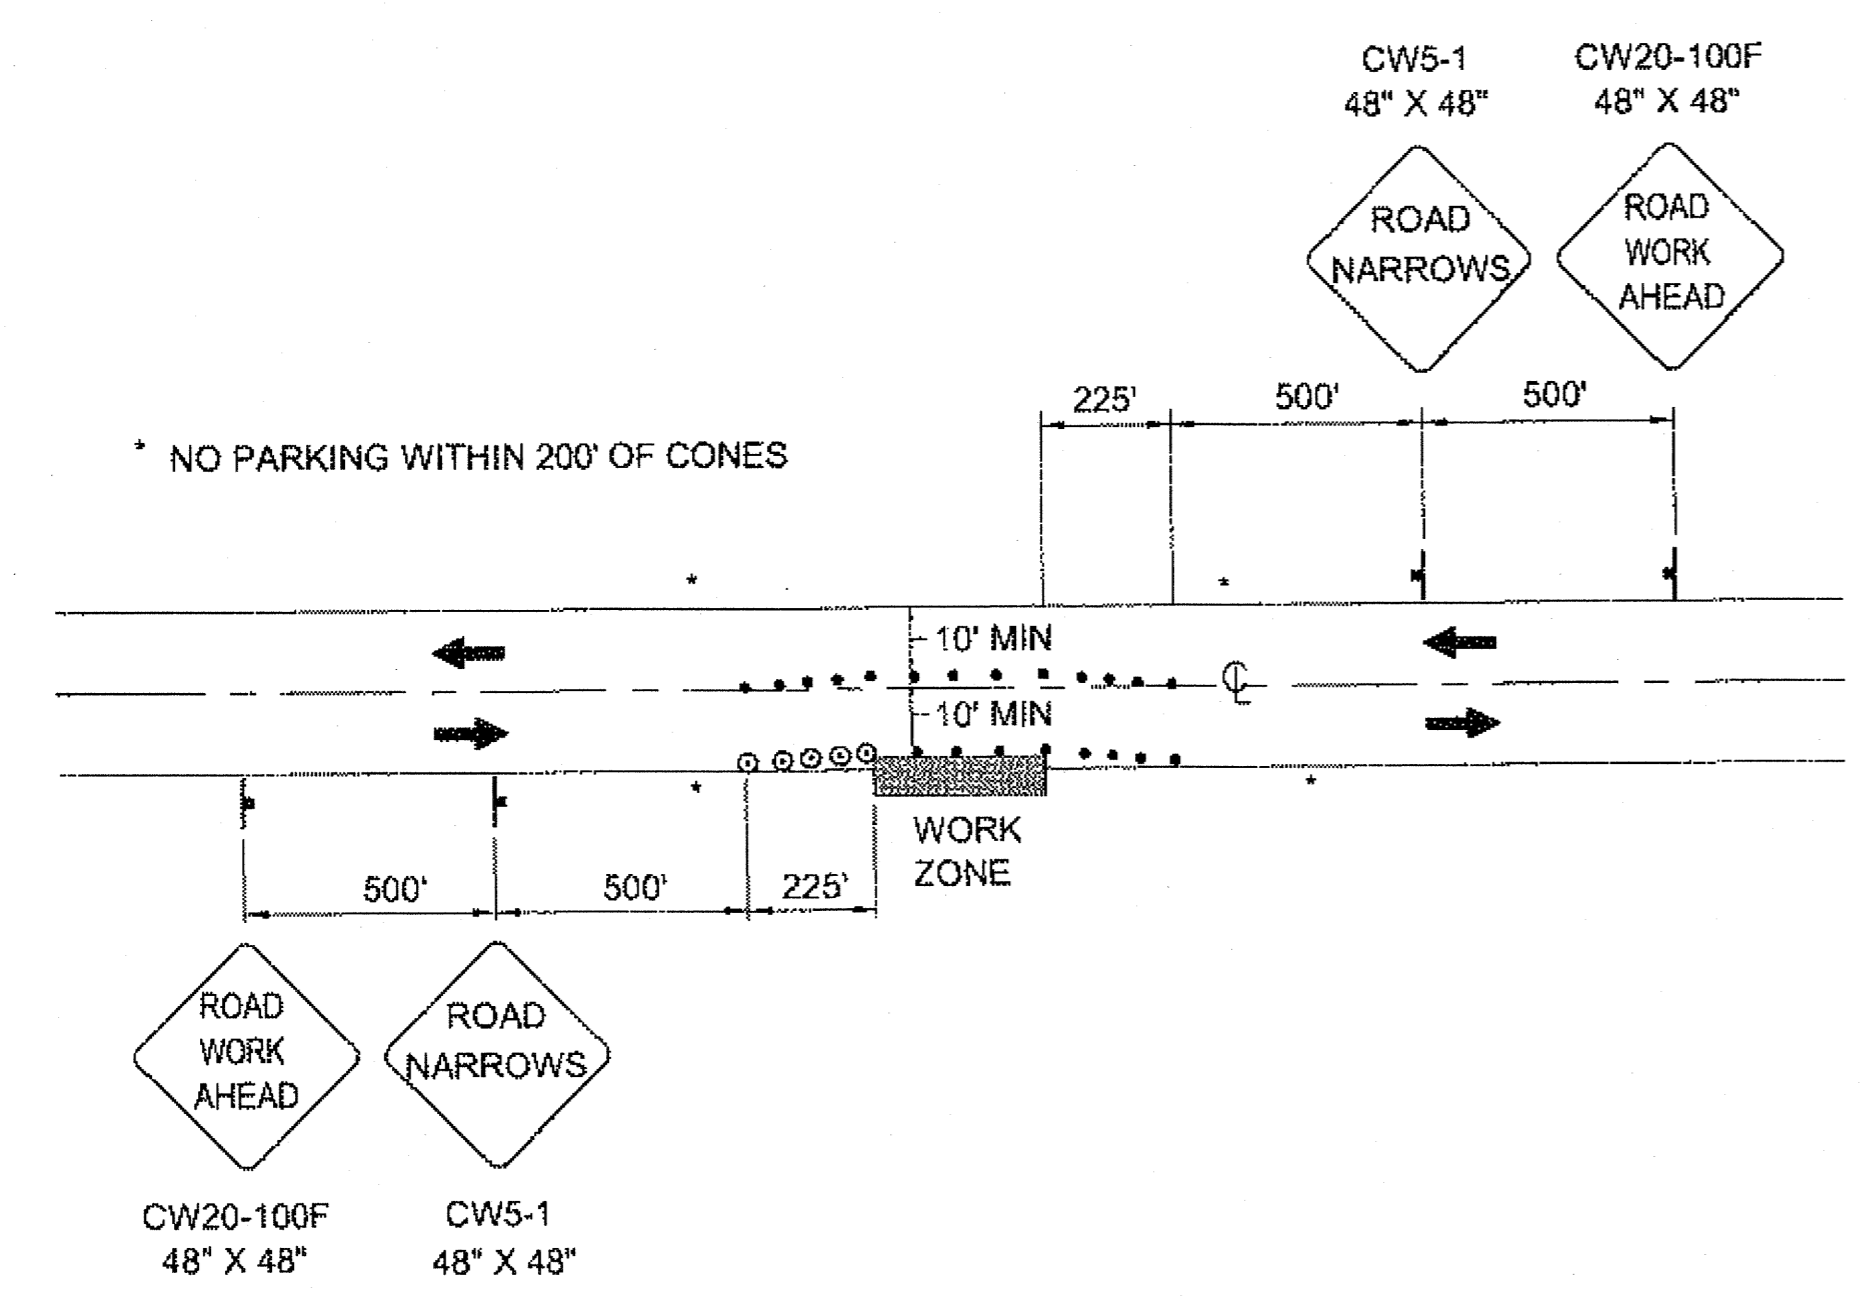 CW5-1
48" X 48"
CW20-100F
48" X 48"
ROAD
NARROWS
ROAD
WORK
AHEAD
225'
500'
500'
* NO PARKING WITHIN 200' OF CONES
*
*
10' MIN
℄
10' MIN
*
*
WORK
ZONE
500'
500'
225'
ROAD
WORK
AHEAD
ROAD
NARROWS
CW20-100F
48" X 48"
CW5-1
48" X 48"